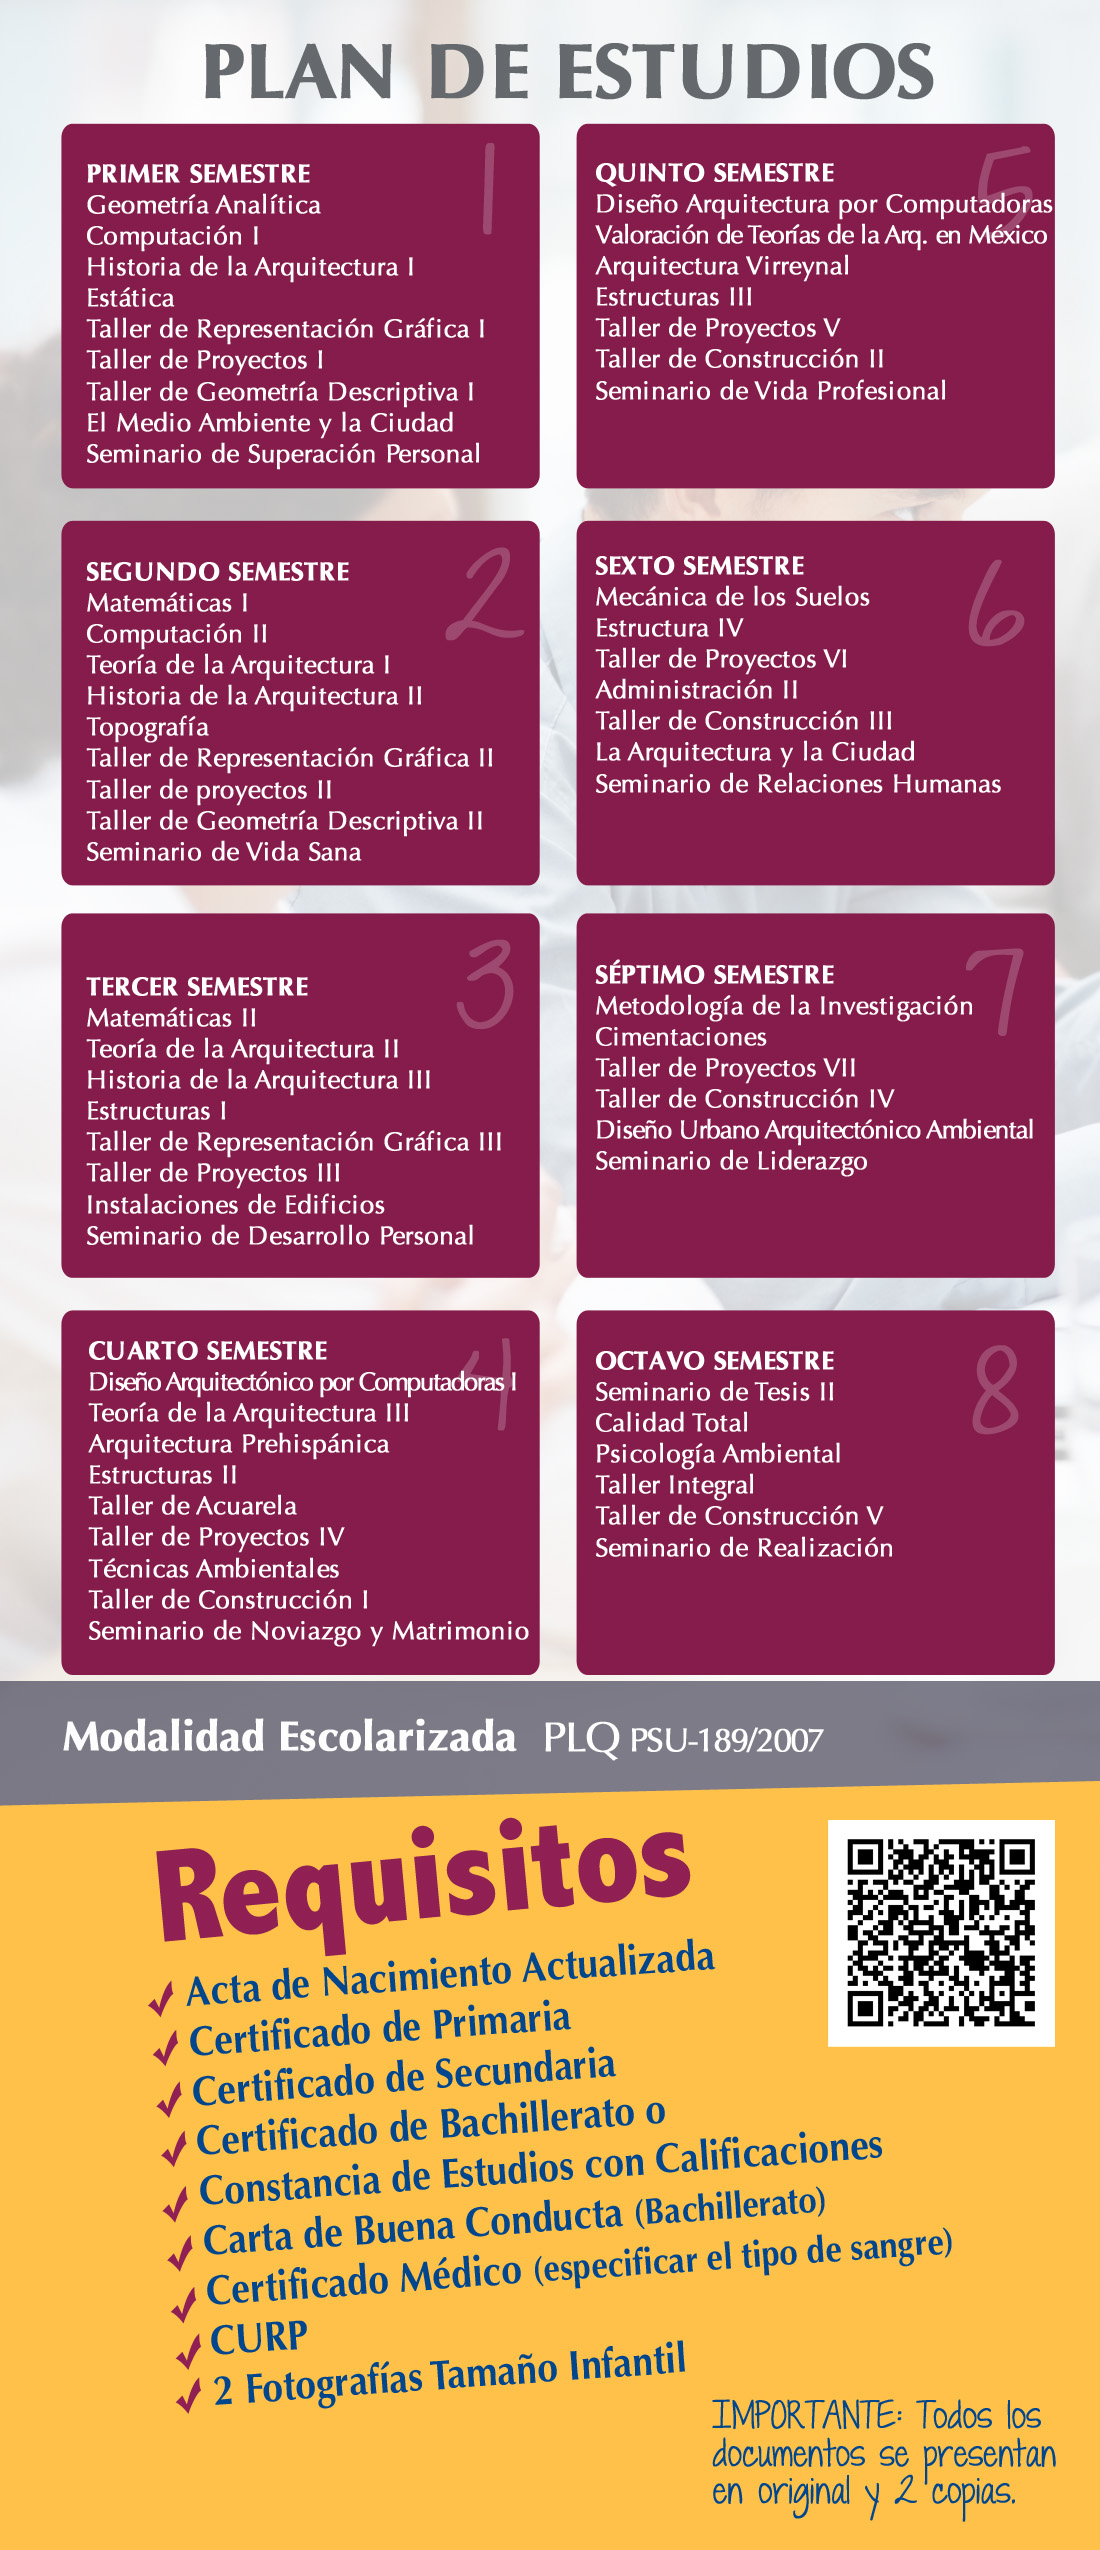 PLAN DE ESTUDIOS
1
PRIMER SEMESTRE
Geometría Analítica
Computación I
Historia de la Arquitectura I
Estática
Taller de Representación Gráfica I
Taller de Proyectos I
Taller de Geometría Descriptiva I
El Medio Ambiente y la Ciudad
Seminario de Superación Personal
2
SEGUNDO SEMESTRE
Matemáticas I
Computación II
Teoría de la Arquitectura I
Historia de la Arquitectura II
Topografía
Taller de Representación Gráfica II
Taller de proyectos II
Taller de Geometría Descriptiva II
Seminario de Vida Sana
3
TERCER SEMESTRE
Matemáticas II
Teoría de la Arquitectura II
Historia de la Arquitectura III
Estructuras I
Taller de Representación Gráfica III
Taller de Proyectos III
Instalaciones de Edificios
Seminario de Desarrollo Personal
4
CUARTO SEMESTRE
Diseño Arquitectónico por Computadoras I
Teoría de la Arquitectura III
Arquitectura Prehispánica
Estructuras II
Taller de Acuarela
Taller de Proyectos IV
Técnicas Ambientales
Taller de Construcción I
Seminario de Noviazgo y Matrimonio
5
QUINTO SEMESTRE
Diseño Arquitectura por Computadoras
Valoración de Teorías de la Arq. en México
Arquitectura Virreynal
Estructuras III
Taller de Proyectos V
Taller de Construcción II
Seminario de Vida Profesional
6
SEXTO SEMESTRE
Mecánica de los Suelos
Estructura IV
Taller de Proyectos VI
Administración II
Taller de Construcción III
La Arquitectura y la Ciudad
Seminario de Relaciones Humanas
7
SÉPTIMO SEMESTRE
Metodología de la Investigación
Cimentaciones
Taller de Proyectos VII
Taller de Construcción IV
Diseño Urbano Arquitectónico Ambiental
Seminario de Liderazgo
8
OCTAVO SEMESTRE
Seminario de Tesis II
Calidad Total
Psicología Ambiental
Taller Integral
Taller de Construcción V
Seminario de Realización
Modalidad Escolarizada PLQ PSU-189/2007
Requisitos
Acta de Nacimiento Actualizada
Certificado de Primaria
Certificado de Secundaria
Certificado de Bachillerato o
Constancia de Estudios con Calificaciones
Carta de Buena Conducta (Bachillerato)
Certificado Médico (especificar el tipo de sangre)
CURP
2 Fotografías Tamaño Infantil
IMPORTANTE: Todos los
documentos se presentan
en original y 2 copias.